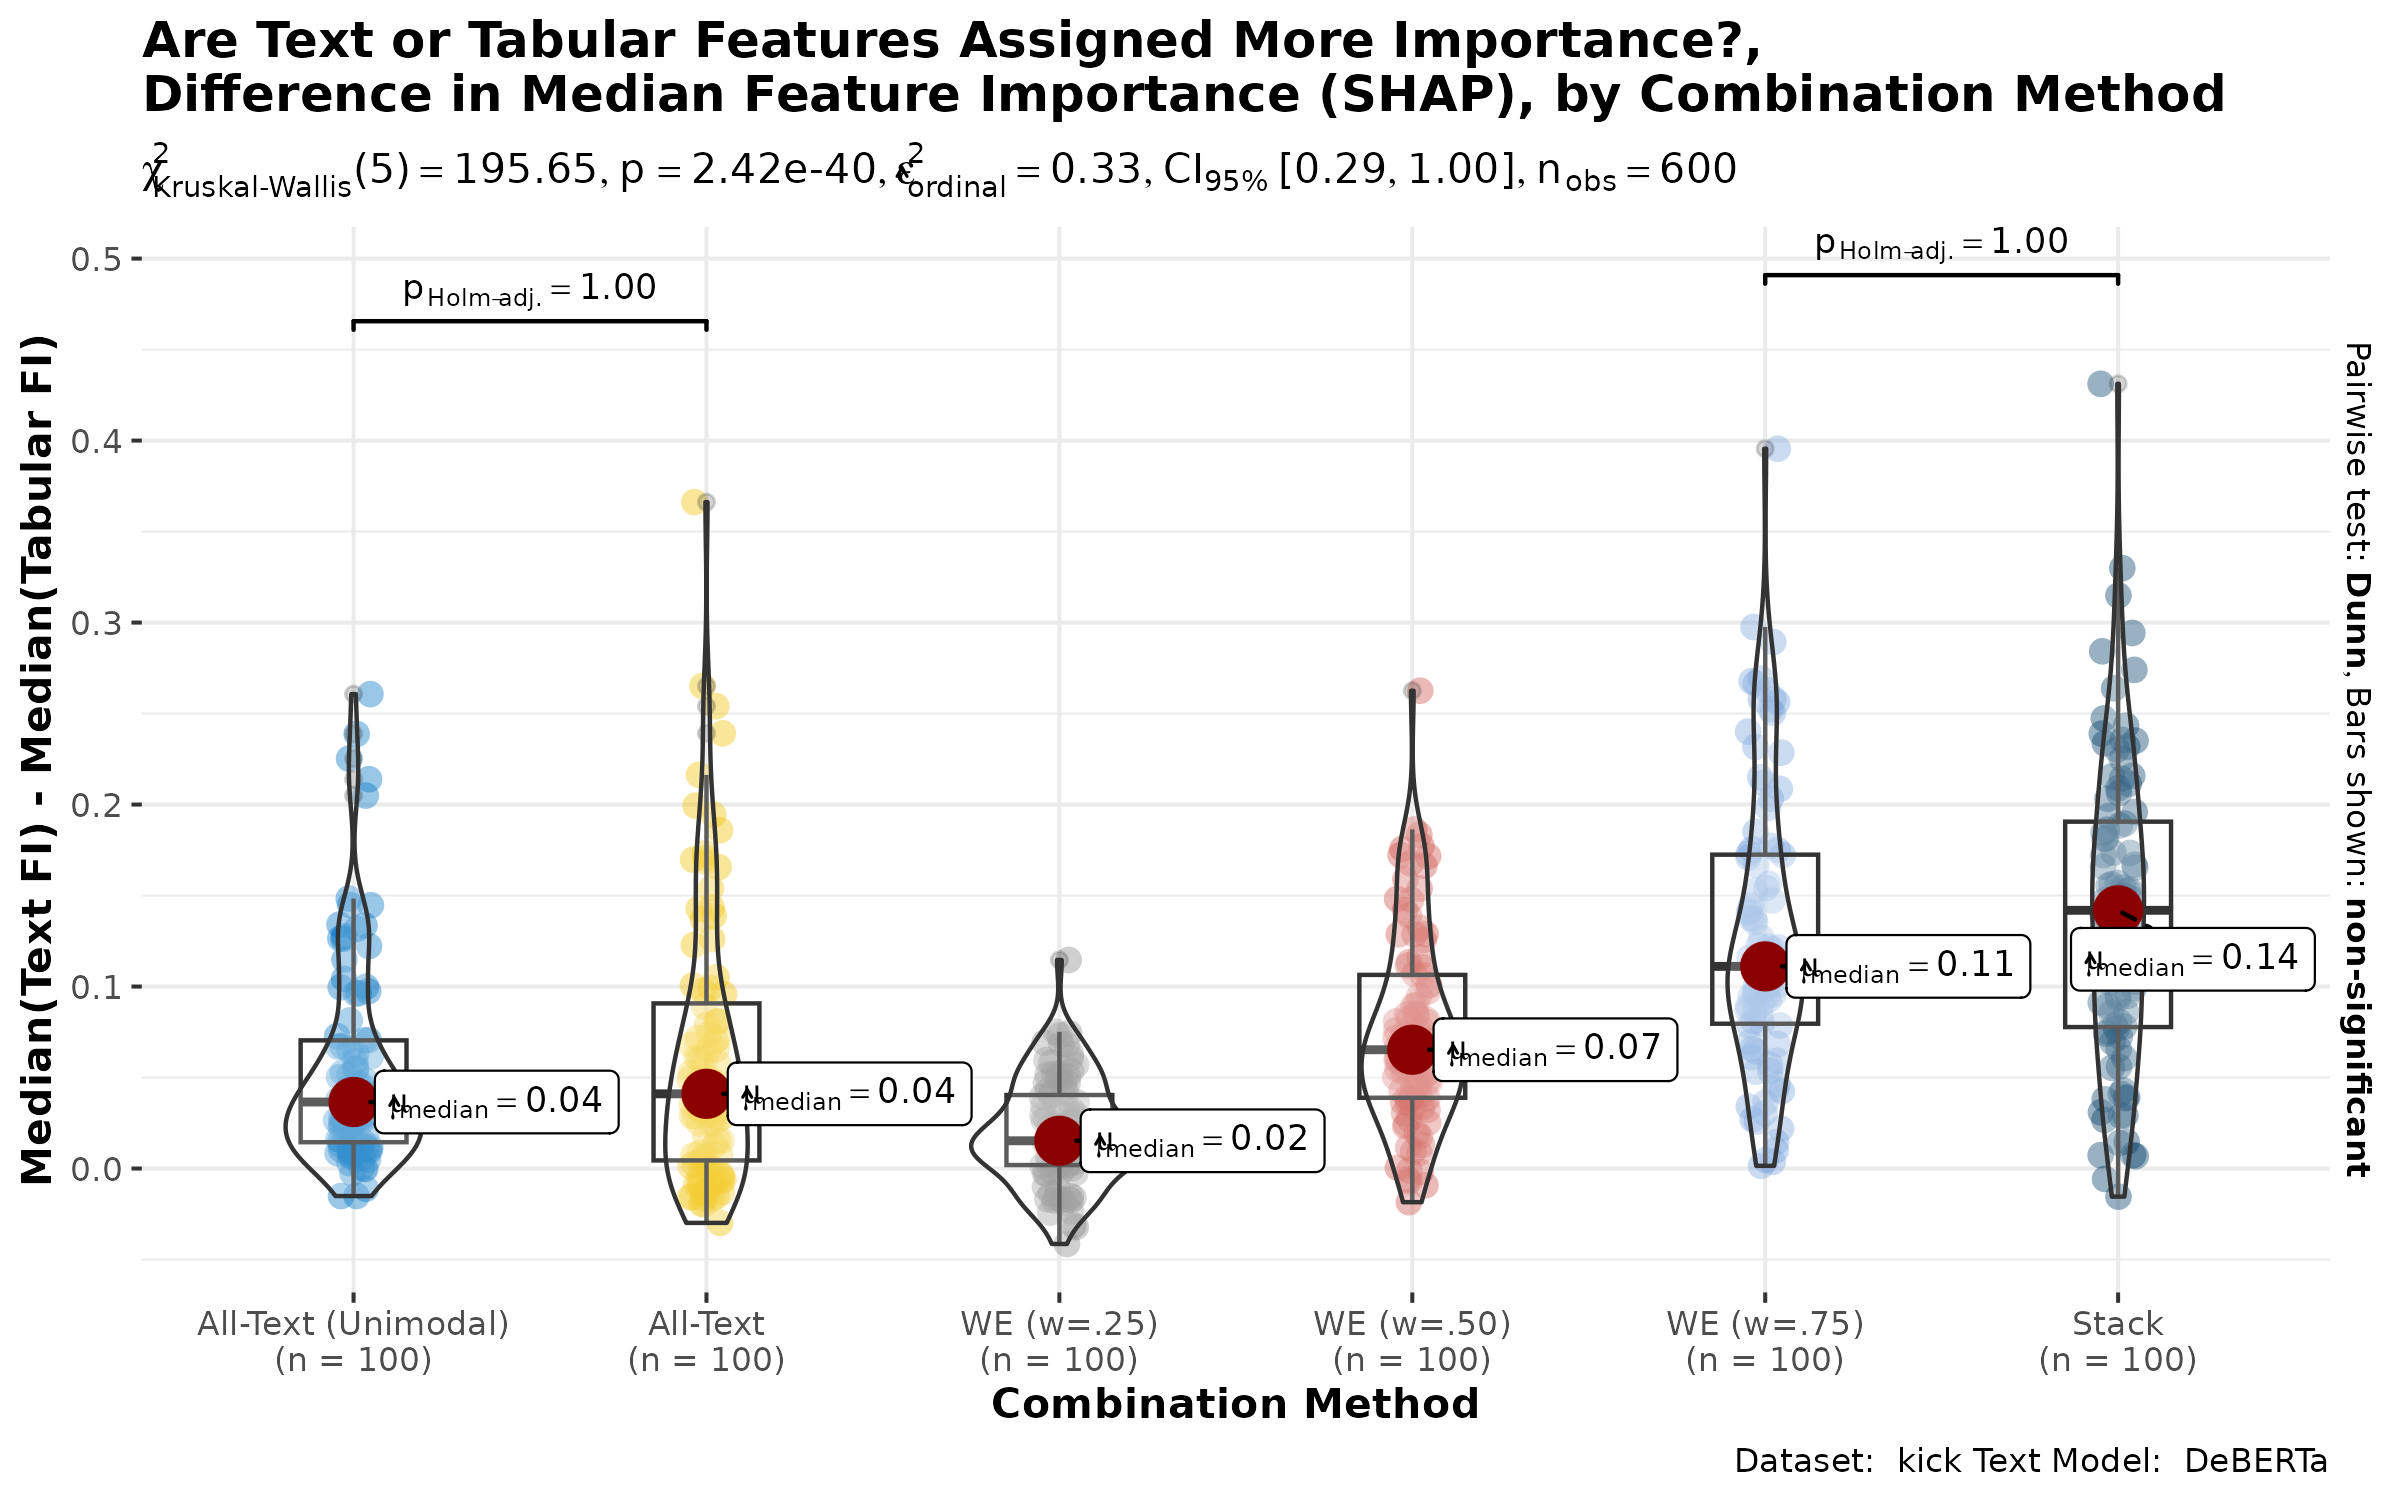 Are Text or Tabular Features Assigned More Importance?,
Difference in Median Feature Importance (SHAP), by Combination Method
χ²Kruskal-Wallis(5) = 195.65, p = 2.42e-40, ε²ordinal = 0.33, CI95% [0.29, 1.00], nobs = 600
Median(Text FI) - Median(Tabular FI)
0.5
0.4
0.3
0.2
0.1
0.0
pHolm-adj. = 1.00
pHolm-adj. = 1.00
μ̂median = 0.04
μ̂median = 0.04
μ̂median = 0.02
μ̂median = 0.07
μ̂median = 0.11
μ̂median = 0.14
Pairwise test: Dunn, Bars shown: non-significant
All-Text (Unimodal)
(n = 100)
All-Text
(n = 100)
WE (w=.25)
(n = 100)
WE (w=.50)
(n = 100)
WE (w=.75)
(n = 100)
Stack
(n = 100)
Combination Method
Dataset:  kick Text Model:  DeBERTa